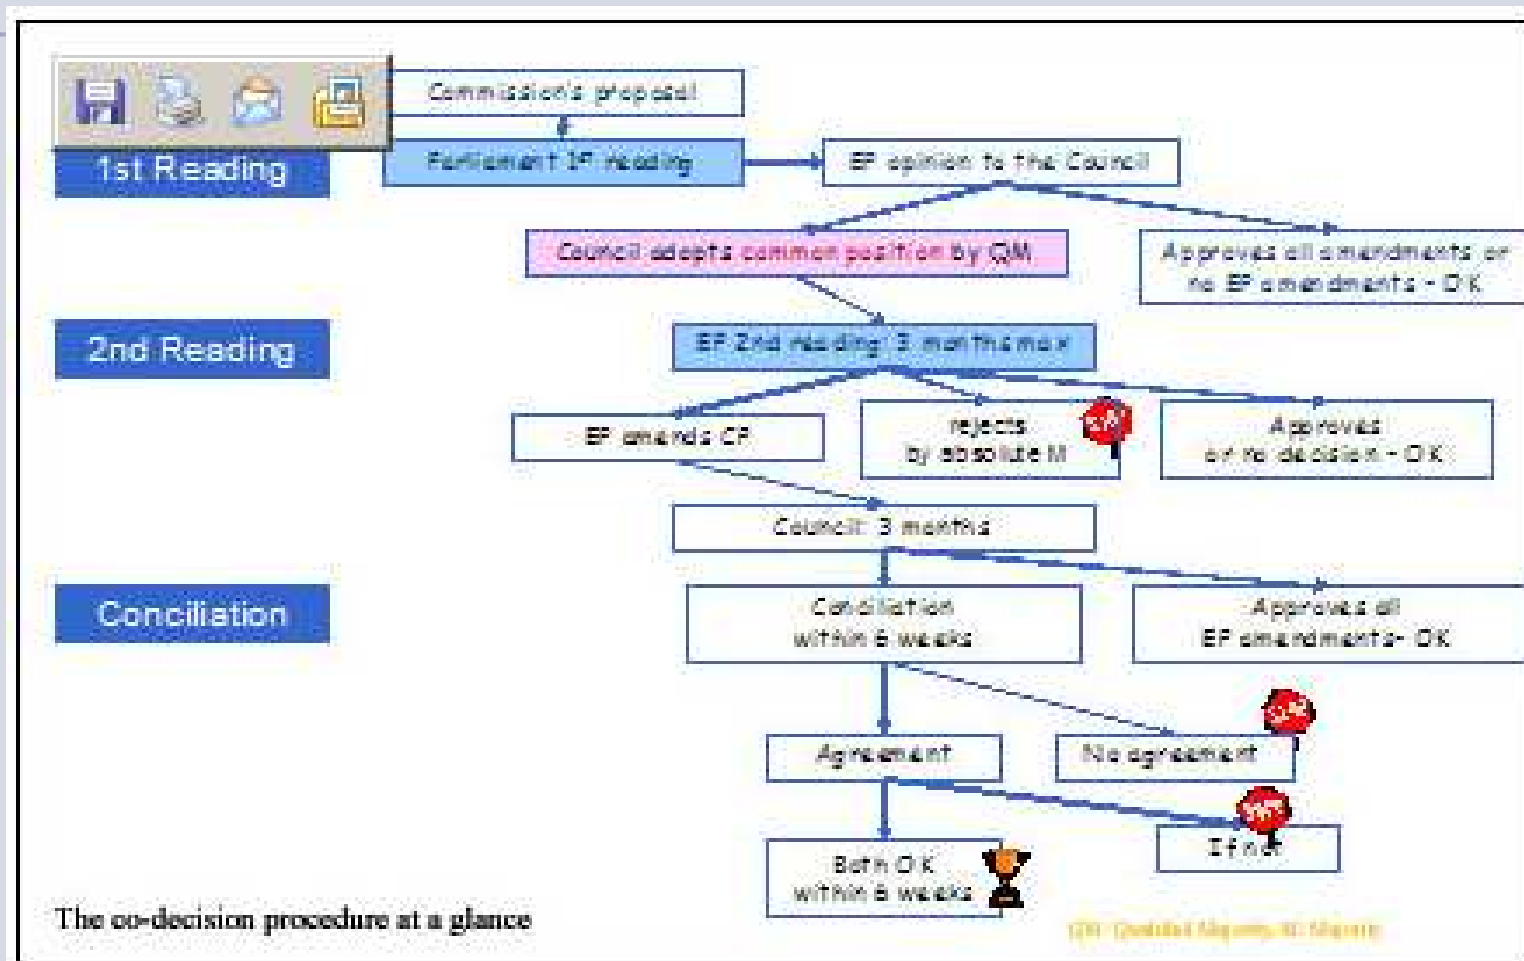 Commission's proposal
1st Reading
Parliament 1st reading
EP opinion to the Council
Council adopts common position by QM
Approves all amendments or
no EP amendments - OK
2nd Reading
EP 2nd reading: 3 months max
EP amends CP
rejects
by absolute M
Approves
or no decision - OK
Council: 3 months
Conciliation
Conciliation
within 6 weeks
Approves all
EP amendments- OK
Agreement
No agreement
If not
Both OK
within 6 weeks
The co-decision procedure at a glance
Qualified Majority,